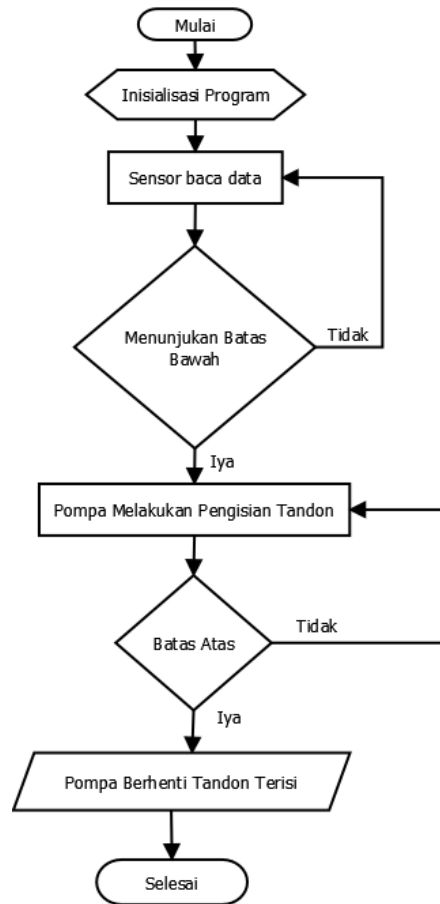 Mulai
Inisialisasi Program
Sensor baca data
Menunjukan Batas
Bawah
Tidak
Iya
Pompa Melakukan Pengisian Tandon
Batas Atas
Tidak
Iya
Pompa Berhenti Tandon Terisi
Selesai